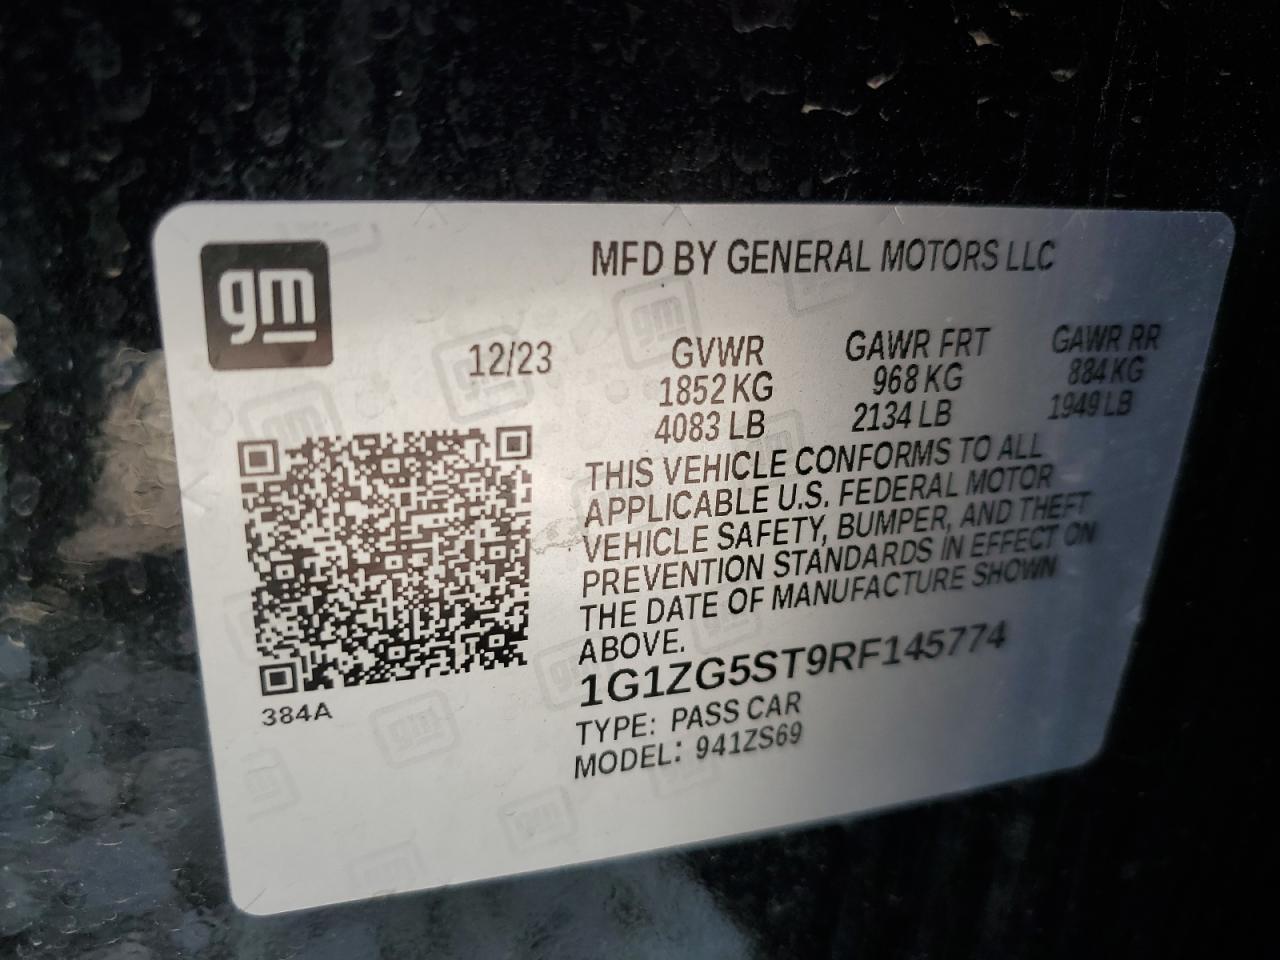 gm
MFD BY GENERAL MOTORS LLC
12/23
GVWR GAWR FRT GAWR RR
1852 KG 968 KG 884 KG
4083 LB 2134 LB 1949 LB
THIS VEHICLE CONFORMS TO ALL
APPLICABLE U.S. FEDERAL MOTOR
VEHICLE SAFETY, BUMPER, AND THEFT
PREVENTION STANDARDS IN EFFECT ON
THE DATE OF MANUFACTURE SHOWN
ABOVE.
1G1ZG5ST9RF145774
TYPE: PASS CAR
MODEL: 941ZS69
384A